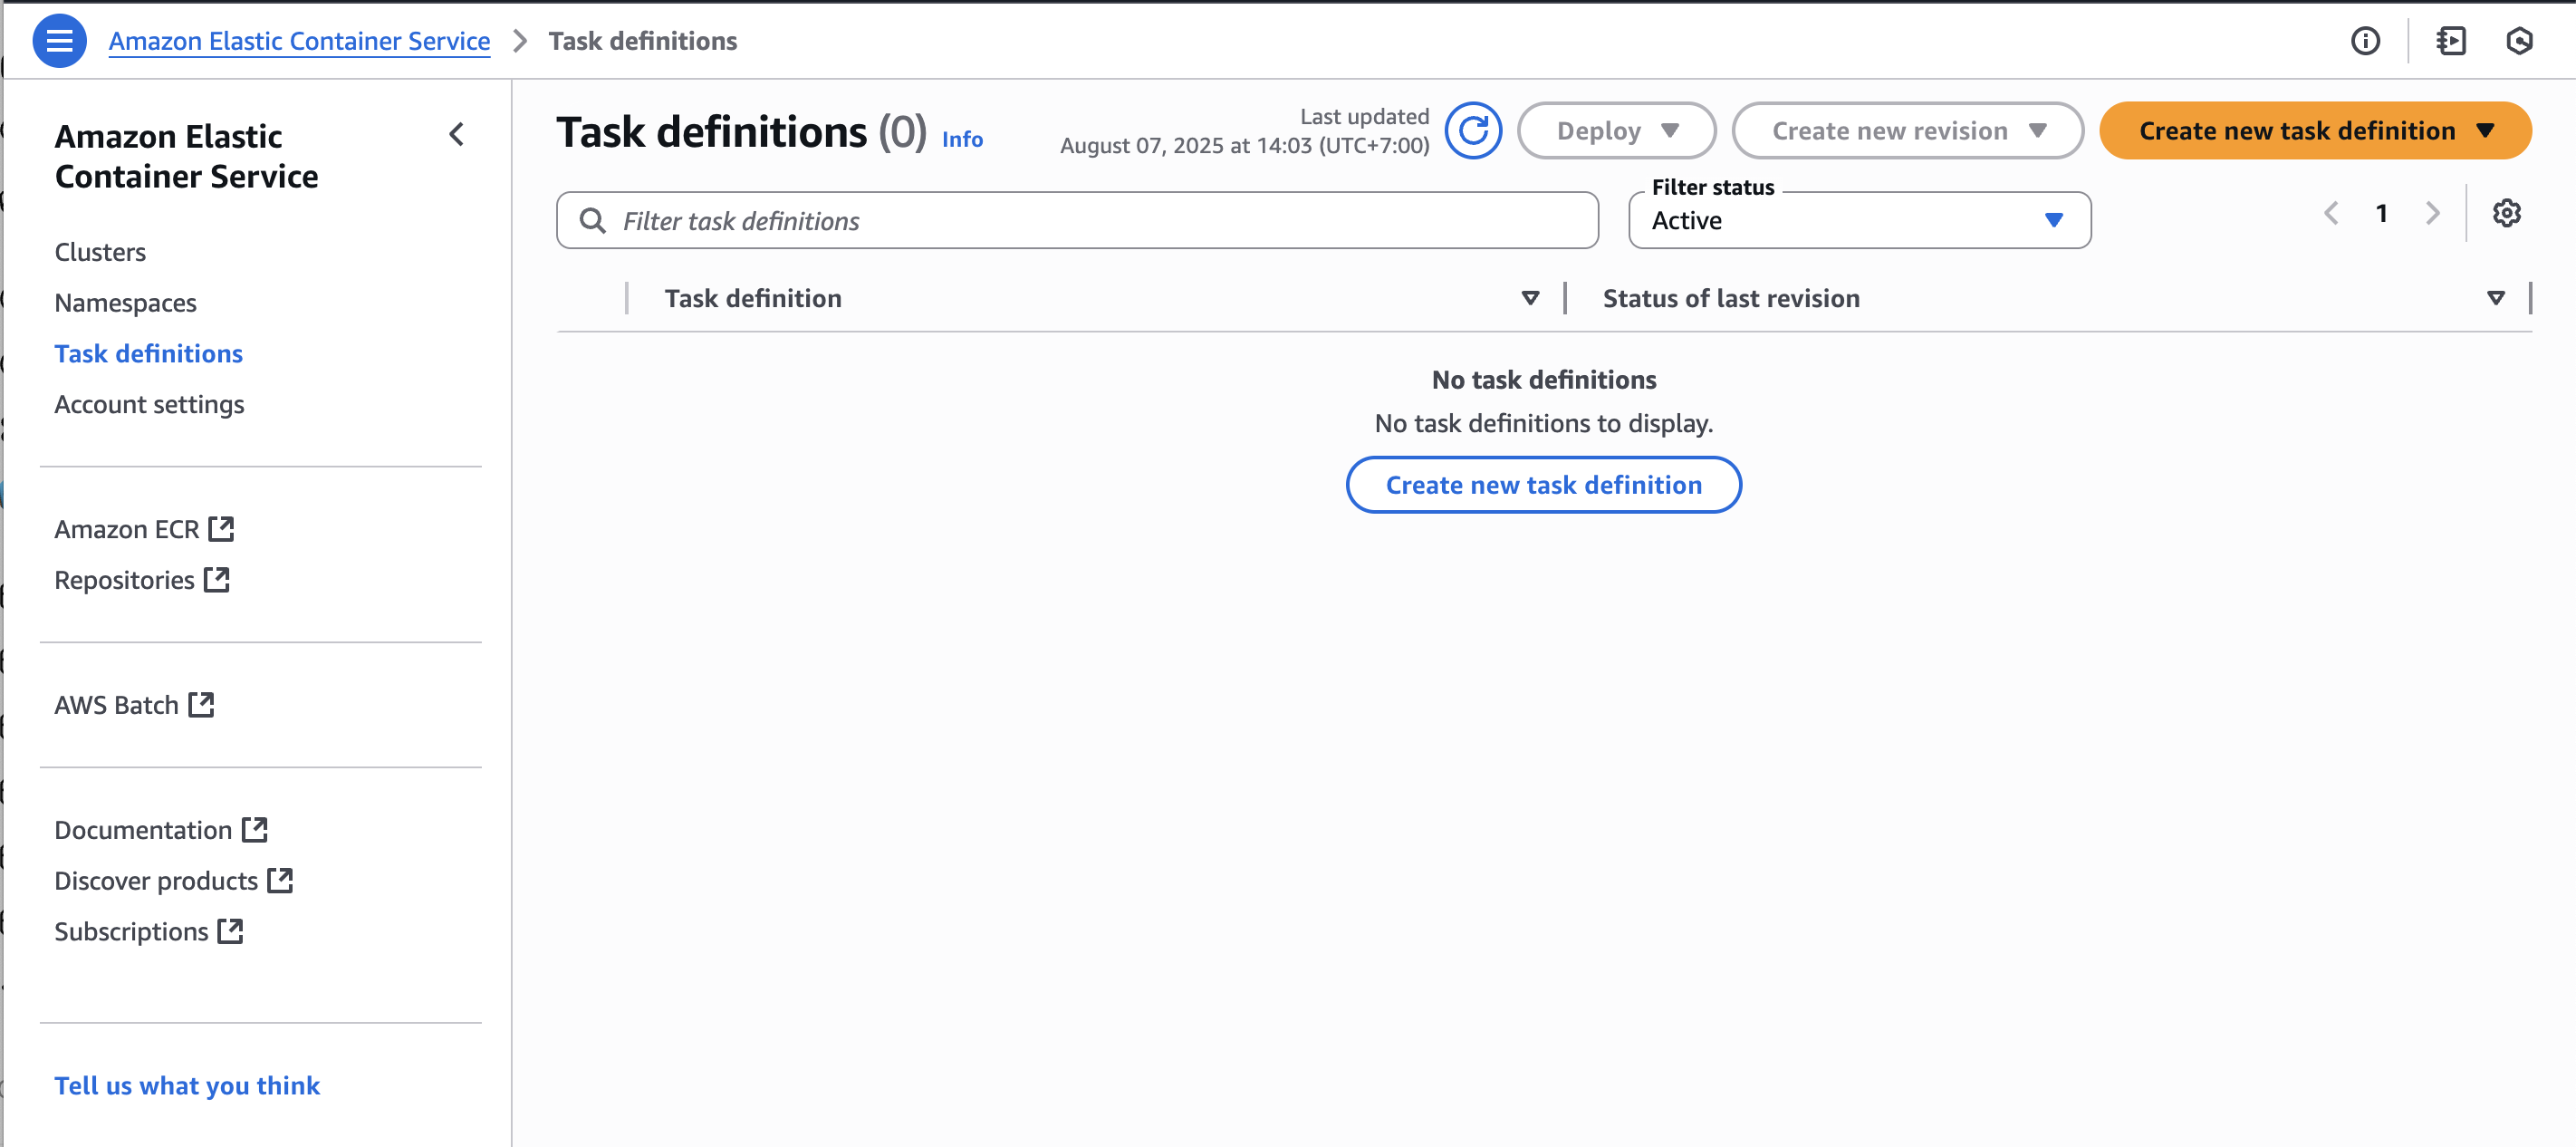 Amazon Elastic Container Service > Task definitions
Amazon Elastic
Container Service
Clusters
Namespaces
Task definitions
Account settings
Amazon ECR
Repositories
AWS Batch
Documentation
Discover products
Subscriptions
Tell us what you think
Task definitions (0) Info
Last updated
August 07, 2025 at 14:03 (UTC+7:00)
Deploy
Create new revision
Create new task definition
Filter task definitions
Filter status
Active
1
Task definition
Status of last revision
No task definitions
No task definitions to display.
Create new task definition